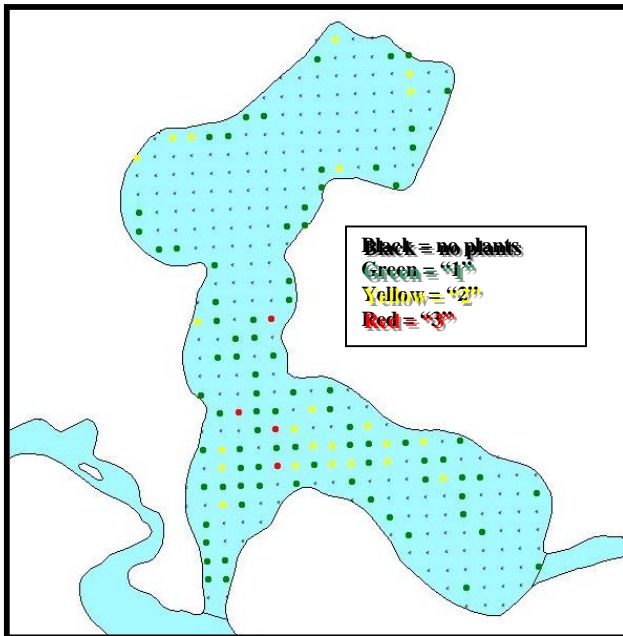 Black = no plants
Green = “1”
Yellow = “2”
Red = “3”